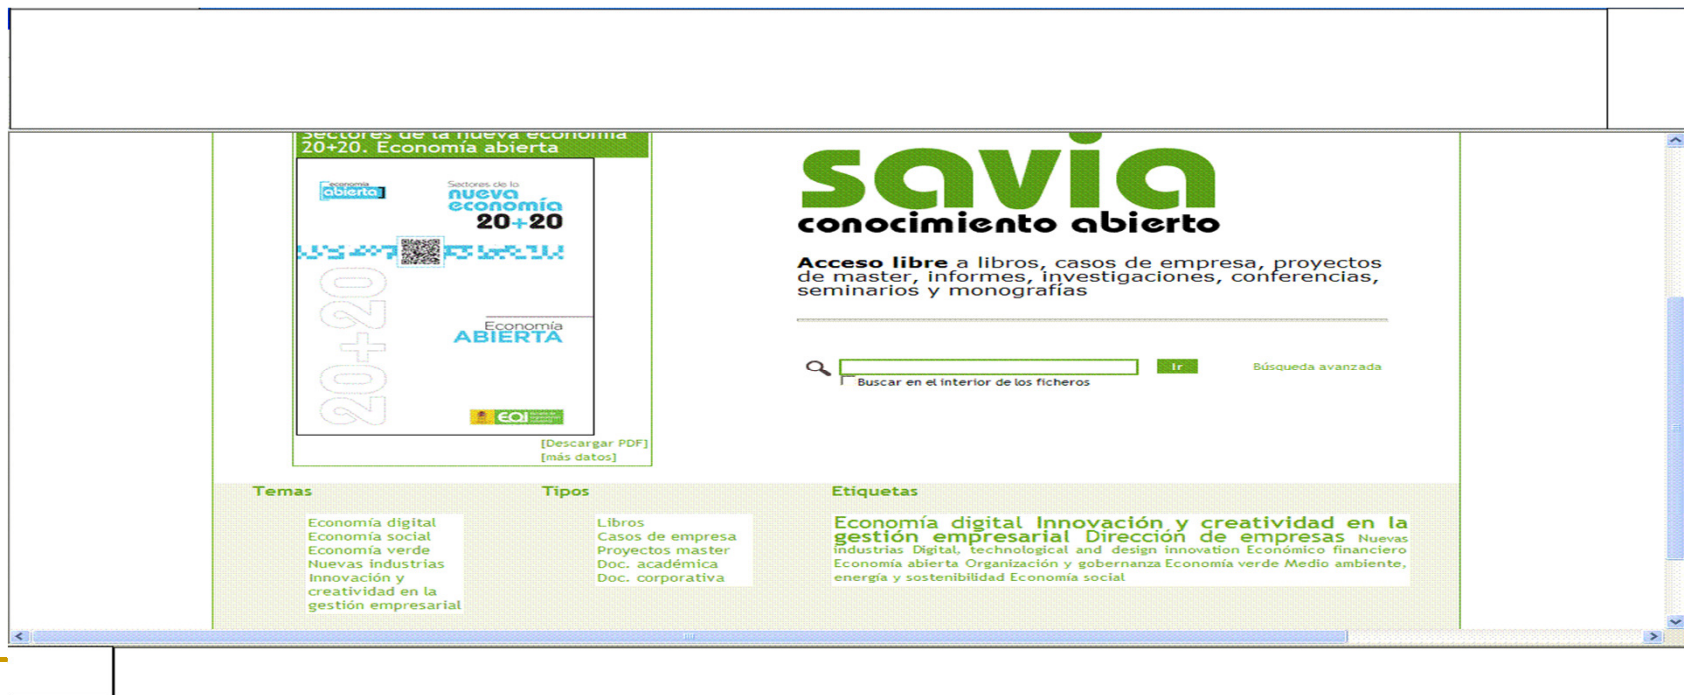 Sectores de la nueva economía
20+20. Economía abierta
economía
abierta
Sectores de la
nueva
economía
20+20
20+20
Economía
ABIERTA
EOI
[Descargar PDF]
[más datos]
savia
conocimiento abierto
Acceso libre a libros, casos de empresa, proyectos
de master, informes, investigaciones, conferencias,
seminarios y monografías
Ir
Búsqueda avanzada
Buscar en el interior de los ficheros
Temas
Economía digital
Economía social
Economía verde
Nuevas industrias
Innovación y
creatividad en la
gestión empresarial
Tipos
Libros
Casos de empresa
Proyectos master
Doc. académica
Doc. corporativa
Etiquetas
Economía digital Innovación y creatividad en la
gestión empresarial Dirección de empresas Nuevas
industrias Digital, technological and design innovation Económico financiero
Economía abierta Organización y gobernanza Economía verde Medio ambiente,
energía y sostenibilidad Economía social